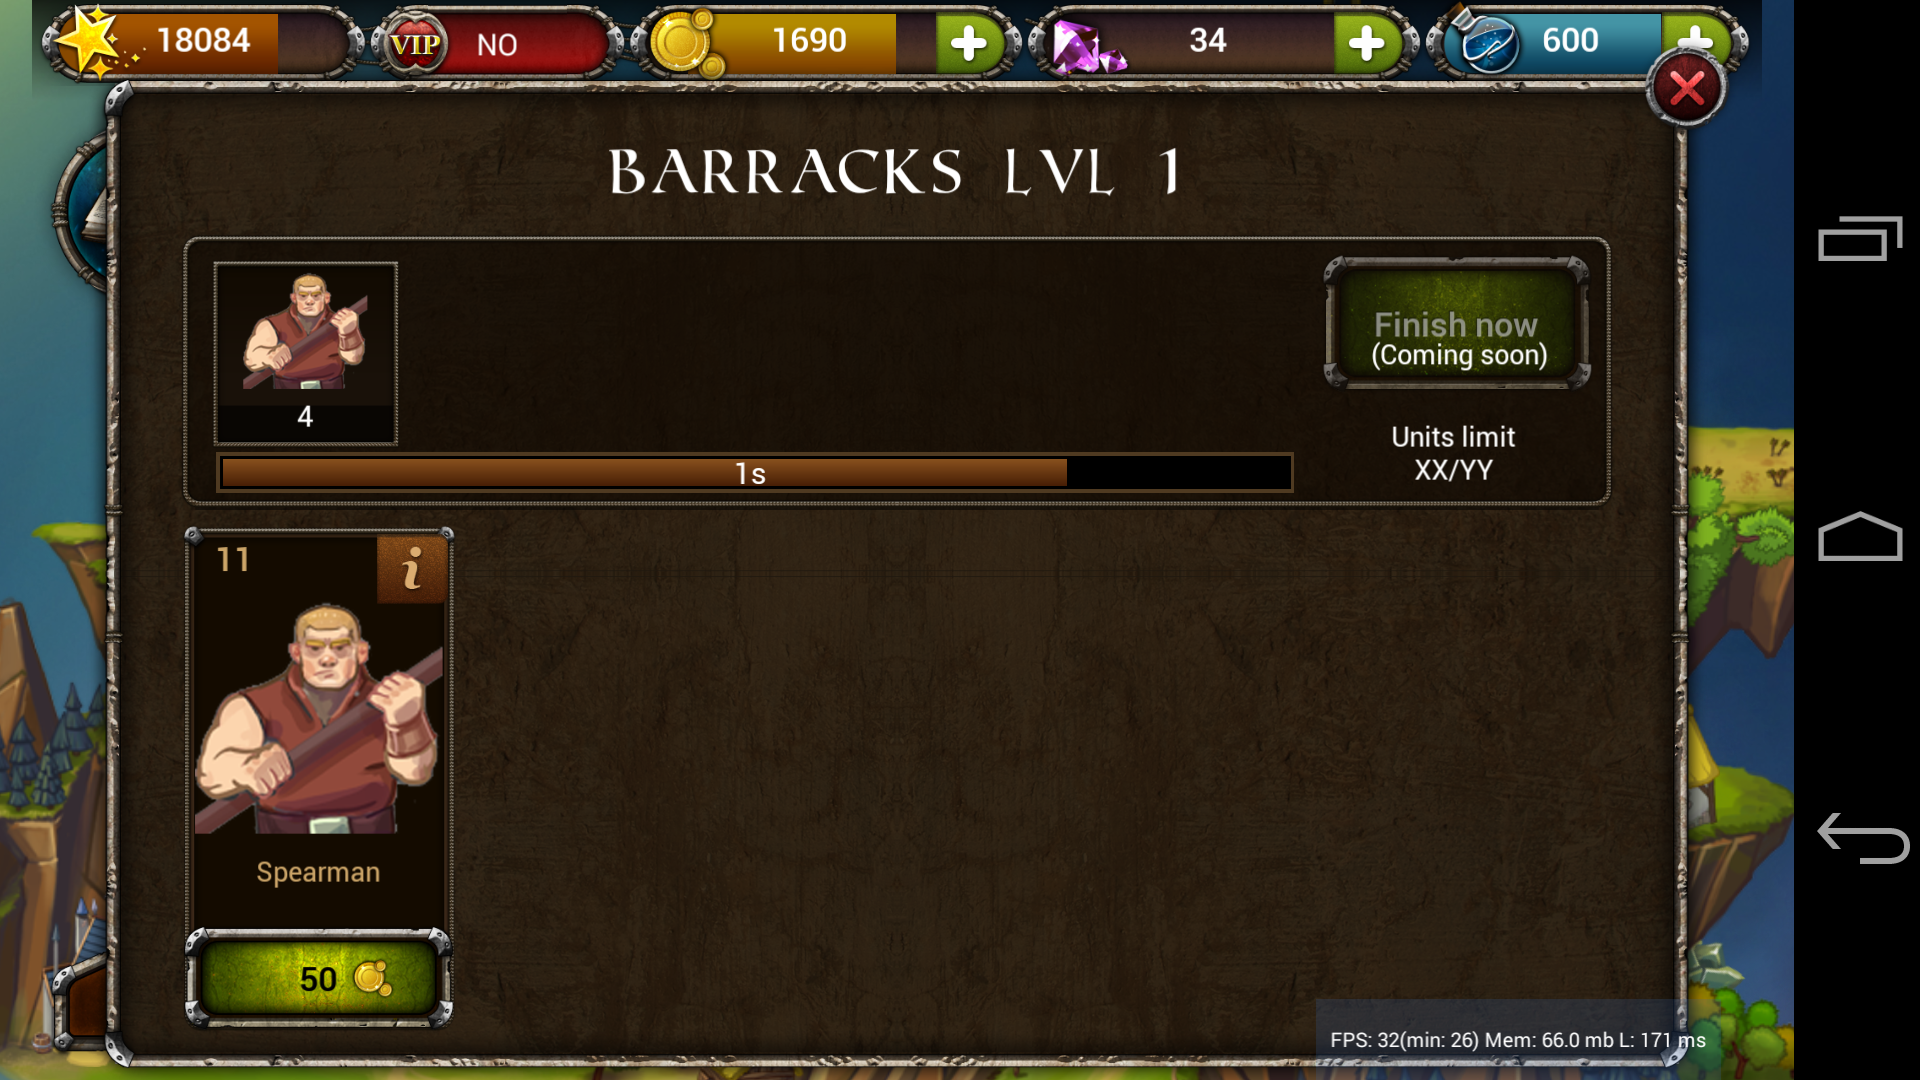 18084
VIP NO
1690
34
600
BARRACKS LVL 1
4
1s
Finish now
(Coming soon)
Units limit
XX/YY
11
i
Spearman
50
FPS: 32(min: 26) Mem: 66.0 mb L: 171 ms